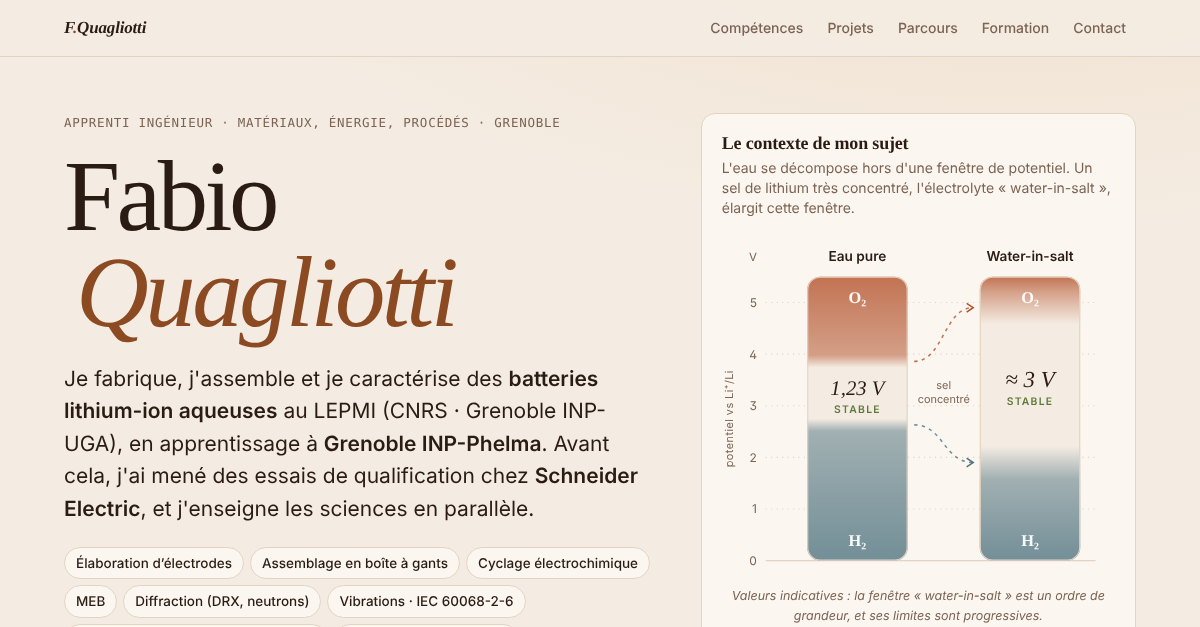 F.Quagliotti
Compétences Projets Parcours Formation Contact
APPRENTI INGÉNIEUR · MATÉRIAUX, ÉNERGIE, PROCÉDÉS · GRENOBLE
Fabio
Quagliotti
Je fabrique, j'assemble et je caractérise des batteries
lithium-ion aqueuses au LEPMI (CNRS · Grenoble INP-
UGA), en apprentissage à Grenoble INP-Phelma. Avant
cela, j'ai mené des essais de qualification chez Schneider
Electric, et j'enseigne les sciences en parallèle.
Élaboration d’électrodes Assemblage en boîte à gants Cyclage électrochimique
MEB Diffraction (DRX, neutrons) Vibrations · IEC 60068-2-6
Le contexte de mon sujet
L'eau se décompose hors d'une fenêtre de potentiel. Un
sel de lithium très concentré, l'électrolyte « water-in-salt »,
élargit cette fenêtre.
V Eau pure Water-in-salt
O₂ O₂
5
4
1,23 V
STABLE
sel
concentré
≈ 3 V
STABLE
3
2
1
H₂ H₂
0
potentiel vs Li⁺/Li
Valeurs indicatives : la fenêtre « water-in-salt » est un ordre de
grandeur, et ses limites sont progressives.